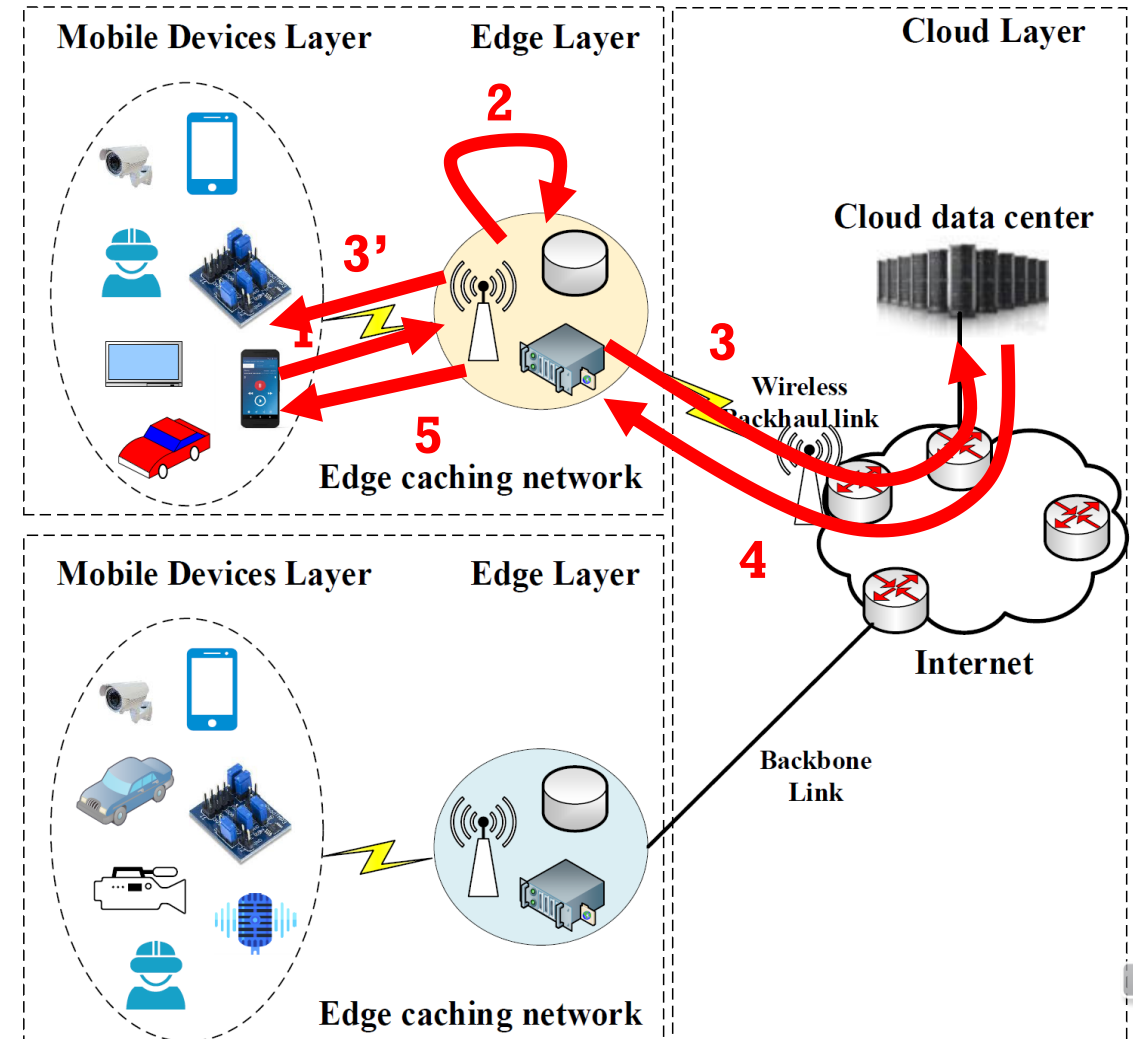 Mobile Devices Layer
Edge Layer
Cloud Layer
2
Cloud data center
3’
1
3
Wireless
Backhaul link
5
Edge caching network
4
Mobile Devices Layer
Edge Layer
Internet
Backbone
Link
Edge caching network